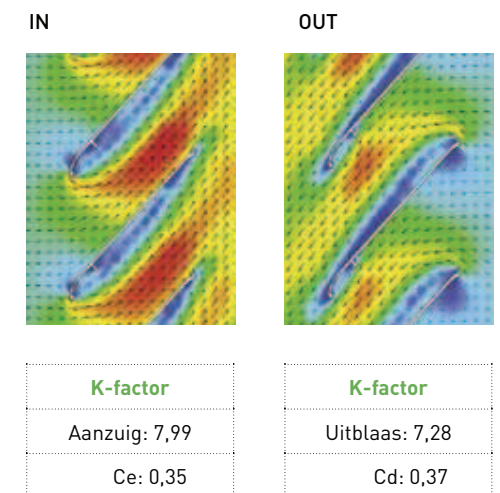 IN
OUT
K-factor
Aanzuig: 7,99
Ce: 0,35
K-factor
Uitblaas: 7,28
Cd: 0,37